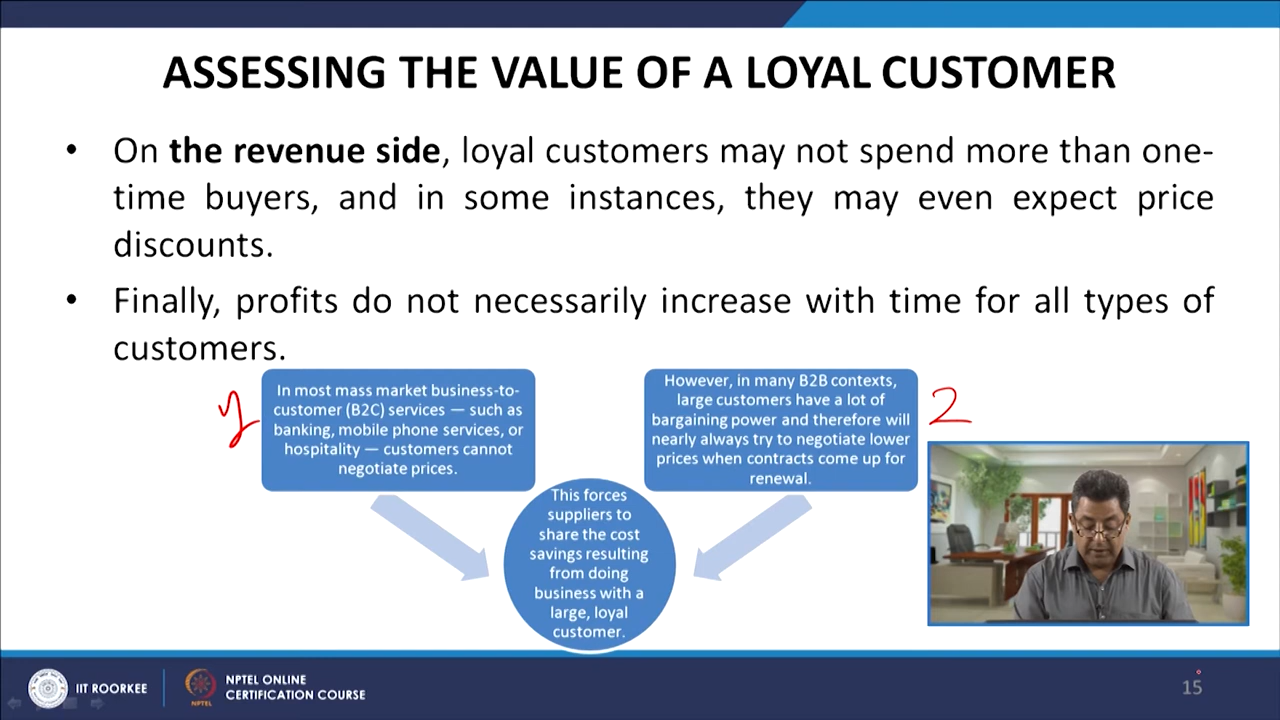 ASSESSING THE VALUE OF A LOYAL CUSTOMER
• On the revenue side, loyal customers may not spend more than one-
time buyers, and in some instances, they may even expect price
discounts.
• Finally, profits do not necessarily increase with time for all types of
customers.
In most mass market business-to-
customer (B2C) services — such as
banking, mobile phone services, or
hospitality — customers cannot
negotiate prices.
However, in many B2B contexts,
large customers have a lot of
bargaining power and therefore will
nearly always try to negotiate lower
prices when contracts come up for
renewal.
2
This forces
suppliers to
share the cost
savings resulting
from doing
business with a
large, loyal
customer.
IIT ROORKEE
NPTEL
NPTEL ONLINE
CERTIFICATION COURSE
15